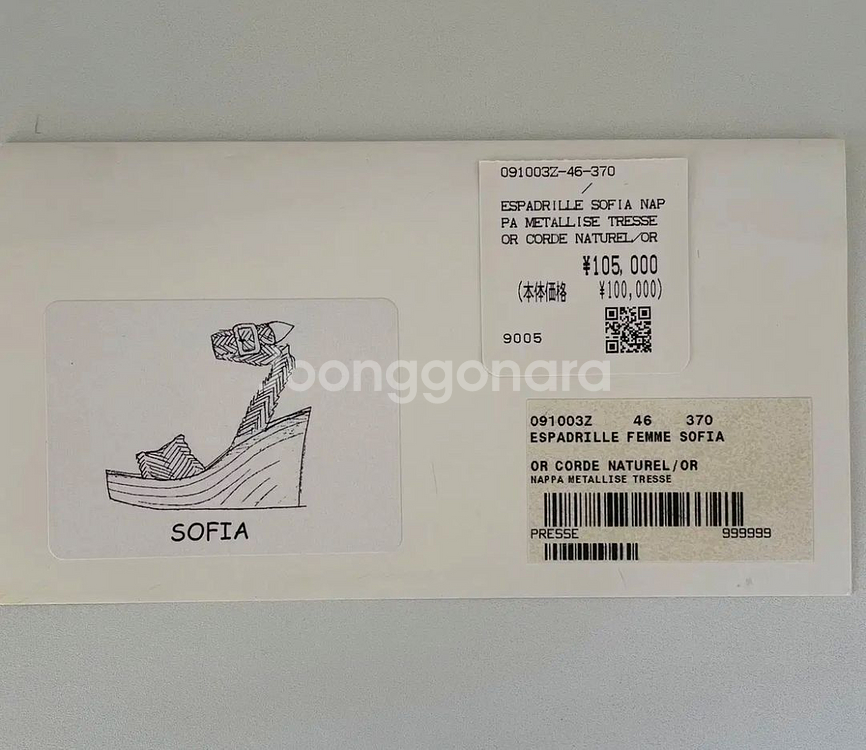 091003Z-46-370
/
ESPADRILLE SOFIA NAP
PA METALLISE TRESSE
OR CORDE NATUREL/OR
¥105,000
(本体価格 ¥100,000)
9005
bonggonara
SOFIA
091003Z 46 370
ESPADRILLE FEMME SOFIA
OR CORDE NATUREL/OR
NAPPA METALLISE TRESSE
PRESSE 999999